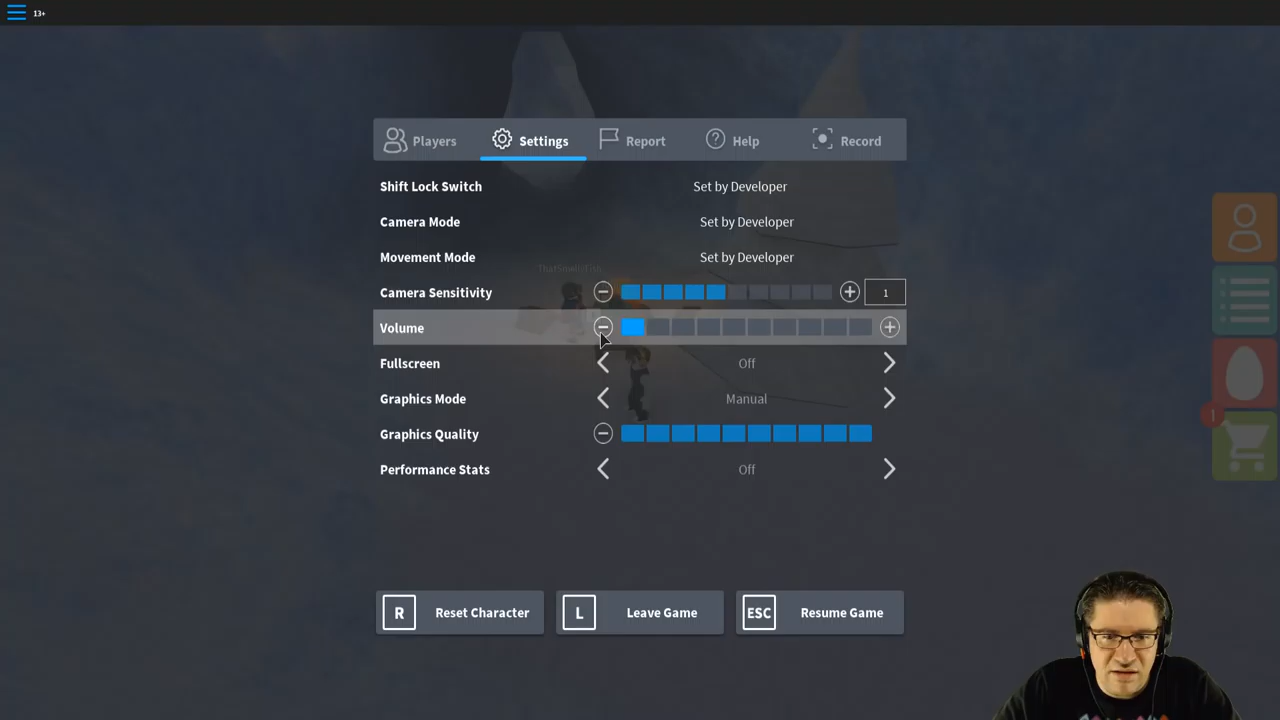 13+
Players Settings Report Help Record
Shift Lock Switch Set by Developer
Camera Mode Set by Developer
Movement Mode Set by Developer
Camera Sensitivity 1
Volume
Fullscreen Off
Graphics Mode Manual
Graphics Quality
Performance Stats Off
1
R Reset Character L Leave Game ESC Resume Game